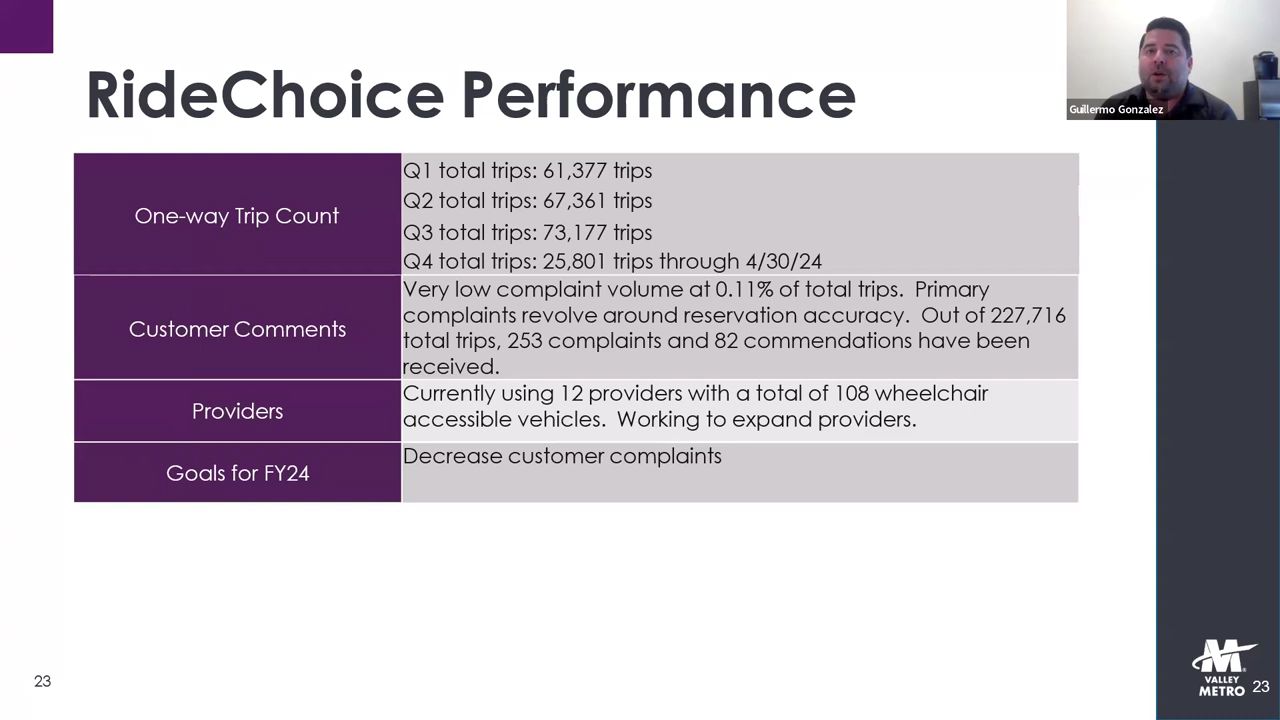 RideChoice Performance
Guillermo Gonzalez
One-way Trip Count
Q1 total trips: 61,377 trips
Q2 total trips: 67,361 trips
Q3 total trips: 73,177 trips
Q4 total trips: 25,801 trips through 4/30/24
Customer Comments
Very low complaint volume at 0.11% of total trips.  Primary
complaints revolve around reservation accuracy.  Out of 227,716
total trips, 253 complaints and 82 commendations have been
received.
Providers
Currently using 12 providers with a total of 108 wheelchair
accessible vehicles.  Working to expand providers.
Goals for FY24
Decrease customer complaints
23
VALLEY
METRO
23